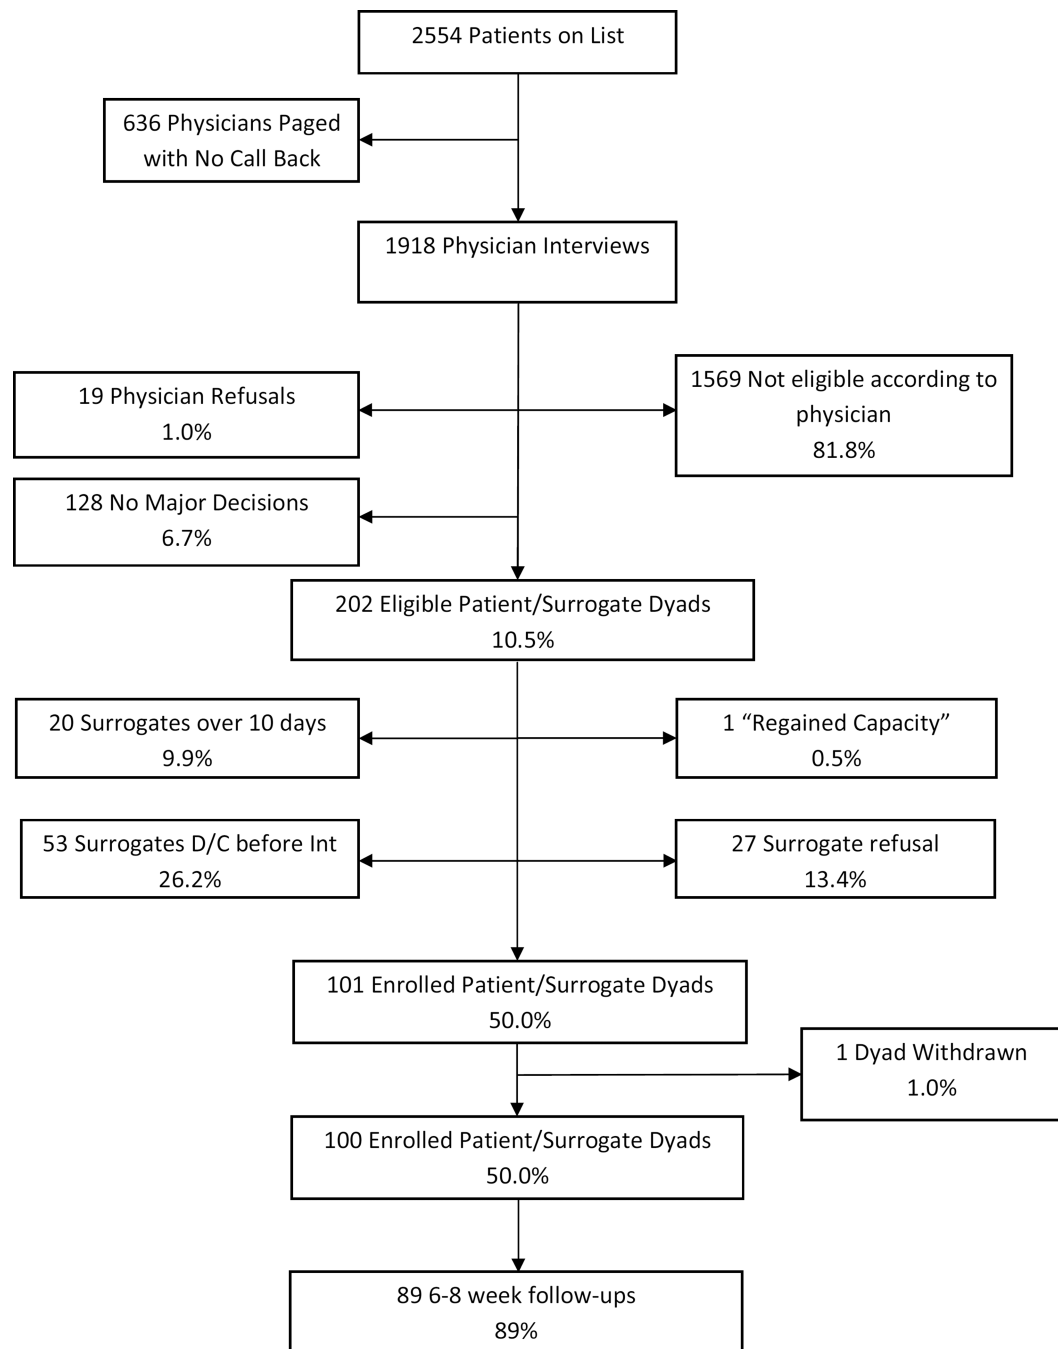 2554 Patients on List
636 Physicians Paged
with No Call Back
1918 Physician Interviews
19 Physician Refusals
1.0%
1569 Not eligible according to
physician
81.8%
128 No Major Decisions
6.7%
202 Eligible Patient/Surrogate Dyads
10.5%
20 Surrogates over 10 days
9.9%
1 “Regained Capacity”
0.5%
53 Surrogates D/C before Int
26.2%
27 Surrogate refusal
13.4%
101 Enrolled Patient/Surrogate Dyads
50.0%
1 Dyad Withdrawn
1.0%
100 Enrolled Patient/Surrogate Dyads
50.0%
89 6-8 week follow-ups
89%